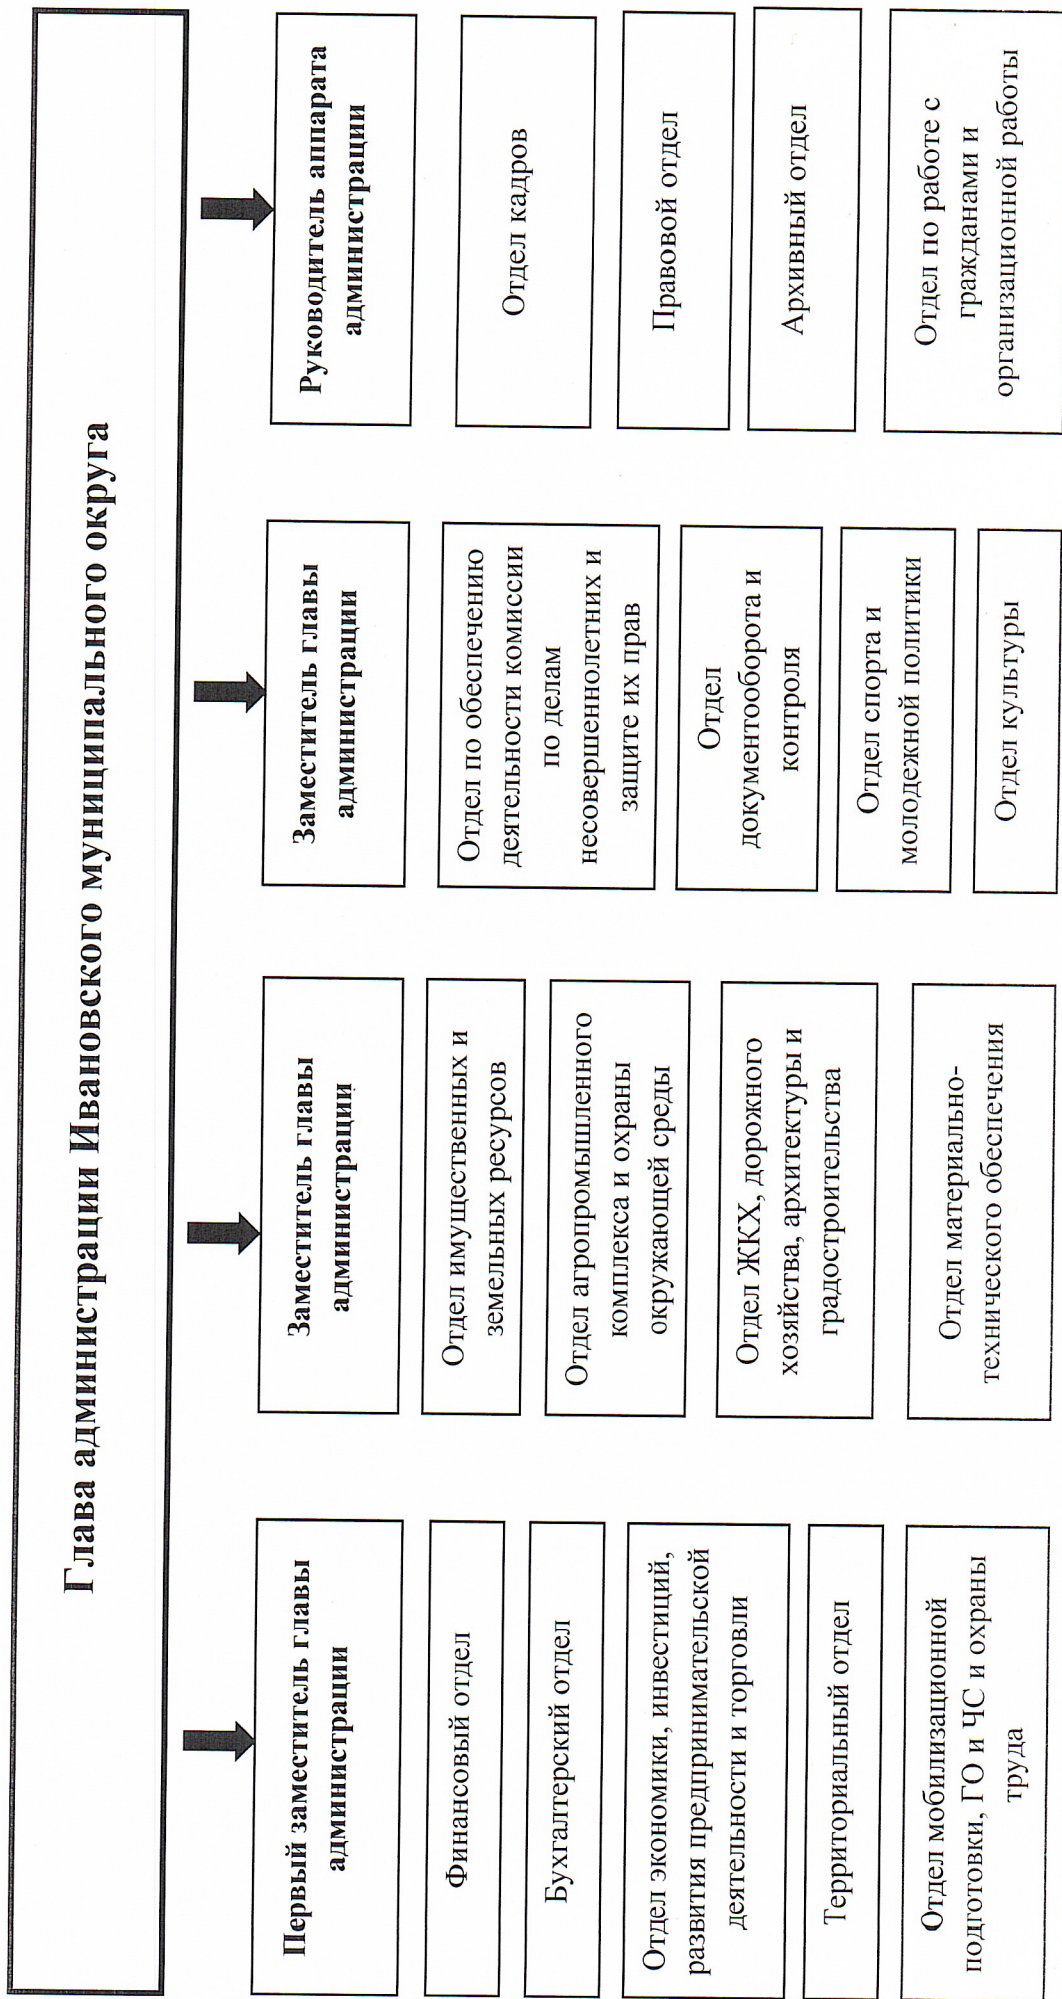 Глава администрации Ивановского муниципального округа
Первый заместитель главы
администрации
Финансовый отдел
Бухгалтерский отдел
Отдел экономики, инвестиций,
развития предпринимательской
деятельности и торговли
Территориальный отдел
Отдел мобилизационной
подготовки, ГО и ЧС и охраны
труда
Заместитель главы
администрации
Отдел имущественных и
земельных ресурсов
Отдел агропромышленного
комплекса и охраны
окружающей среды
Отдел ЖКХ, дорожного
хозяйства, архитектуры и
градостроительства
Отдел материально-
технического обеспечения
Заместитель главы
администрации
Отдел по обеспечению
деятельности комиссии
по делам
несовершеннолетних и
защите их прав
Отдел
документооборота и
контроля
Отдел спорта и
молодежной политики
Отдел культуры
Руководитель аппарата
администрации
Отдел кадров
Правовой отдел
Архивный отдел
Отдел по работе с
гражданами и
организационной работы